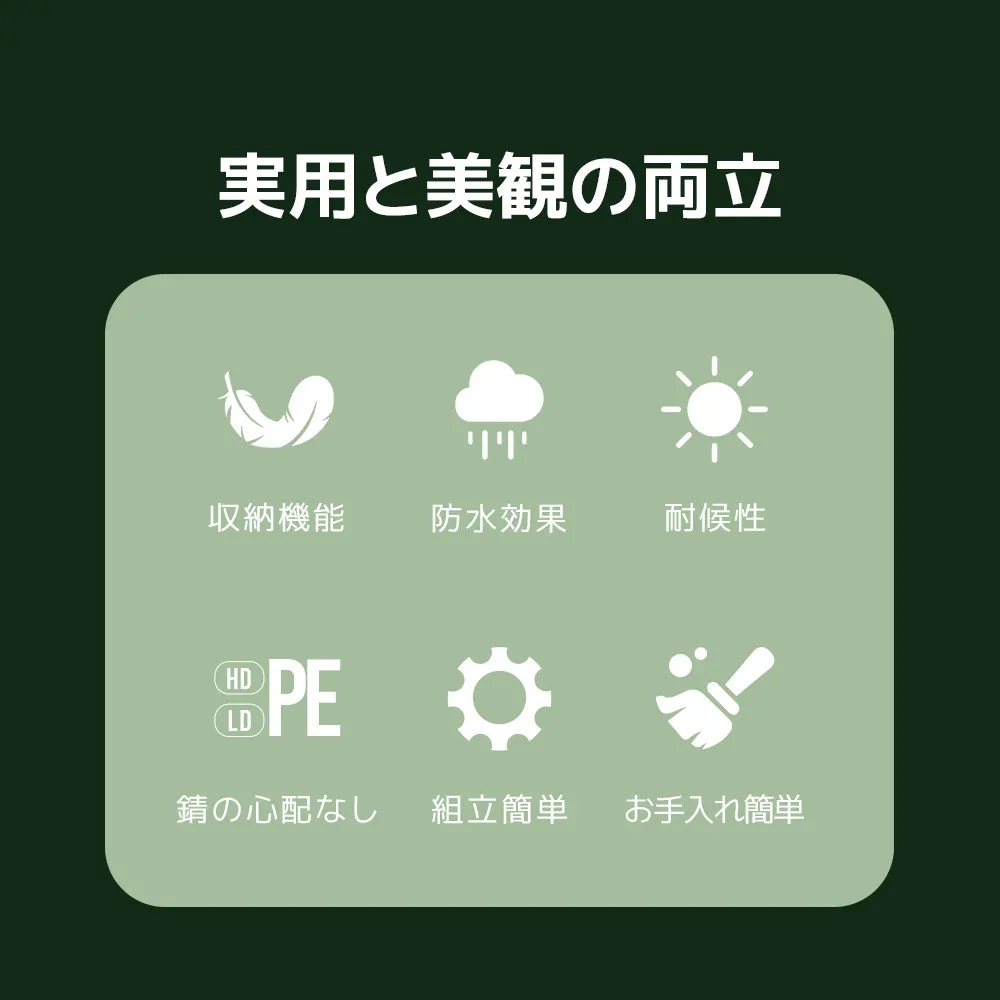 実用と美観の両立
収納機能
防水効果
耐候性
HD
LD
PE
錆の心配なし
組立簡単
お手入れ簡単